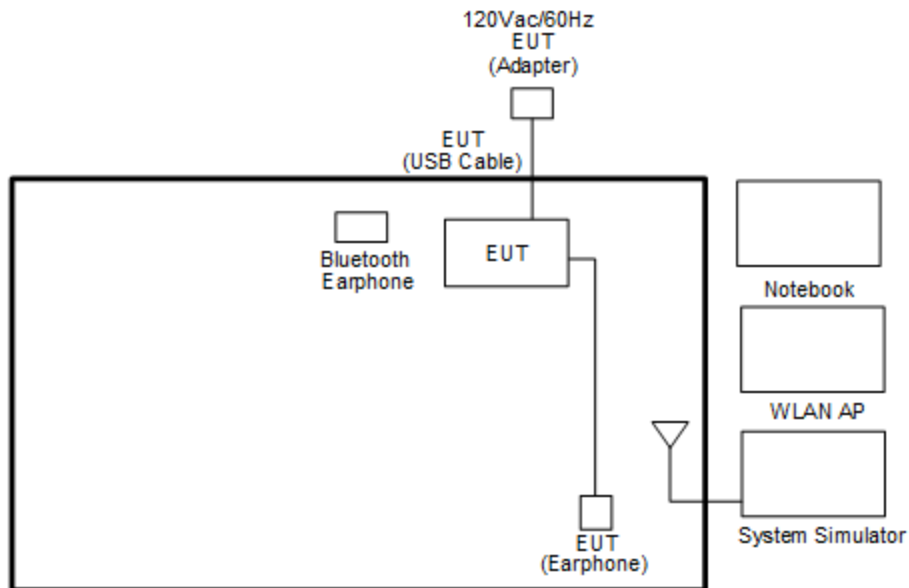 120Vac/60Hz
EUT
(Adapter)
EUT
(USB Cable)
EUT
Bluetooth
Earphone
Notebook
WLAN AP
System Simulator
EUT
(Earphone)